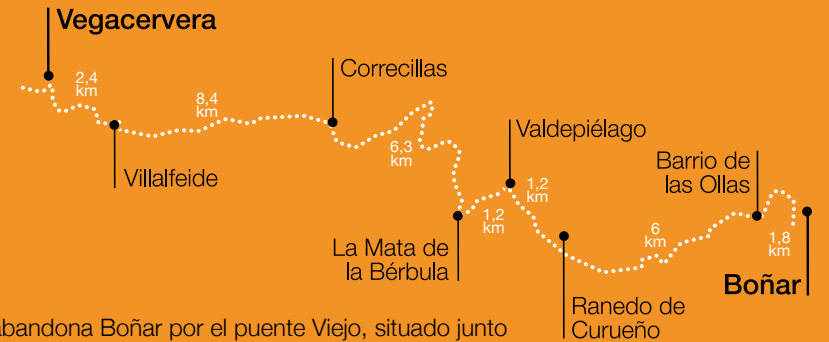 Vegacervera
2,4
km
8,4
km
Correcillas
Villalfeide
6,3
km
Valdepiélago
1,2
km
1,2
km
Barrio de
las Ollas
6
km
1,8
km
La Mata de
la Bérbula
Boñar
Ranedo de
Curueño
abandona Boñar por el puente Viejo, situado junto